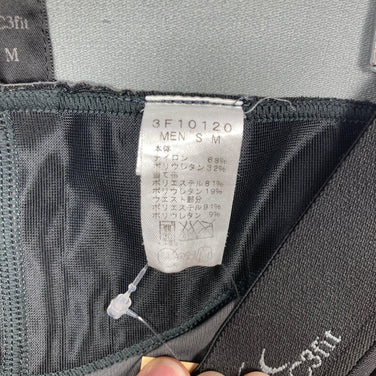 C3fit
M
3F10120
MEN S M
本体
ナイロン 68%
ポリウレタン 32%
当て布
ポリエステル 81%
ポリウレタン 19%
ウエスト部分
ポリエステル 91%
ポリウレタン 9%
C3fit